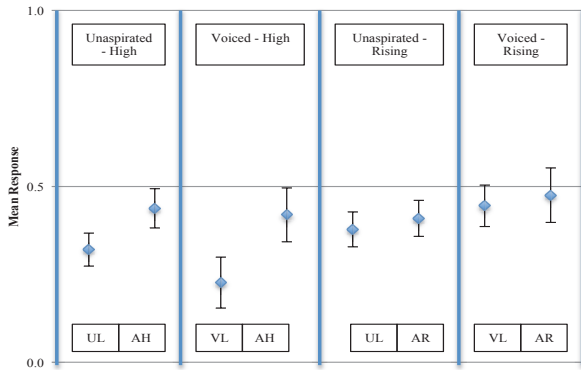 1.0
Unaspirated
- High
Voiced - High
Unaspirated -
Rising
Voiced -
Rising
Mean Response
0.5
UL AH
VL AH
UL AR
VL AR
0.0